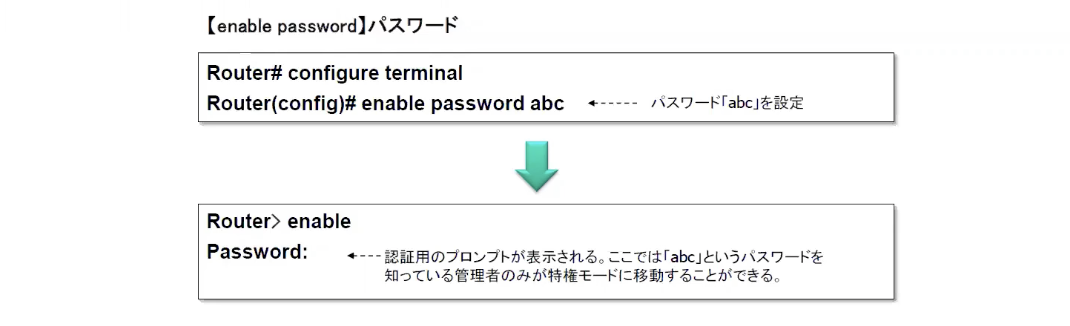 【enable password】パスワード
Router# configure terminal
Router(config)# enable password abc パスワード「abc」を設定
Router> enable
Password: 認証用のプロンプトが表示される。ここでは「abc」というパスワードを
知っている管理者のみが特権モードに移動することができる。